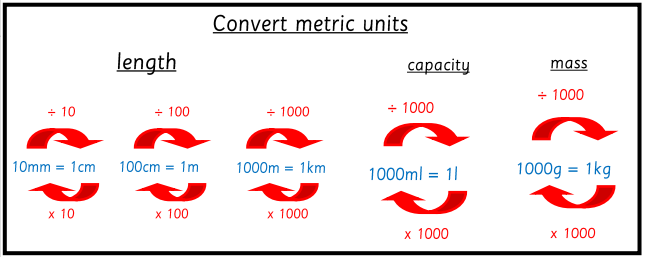 Convert metric units
length
capacity
mass
÷ 10
÷ 100
÷ 1000
÷ 1000
÷ 1000
10mm = 1cm
100cm = 1m
1000m = 1km
1000ml = 1l
1000g = 1kg
x 10
x 100
x 1000
x 1000
x 1000